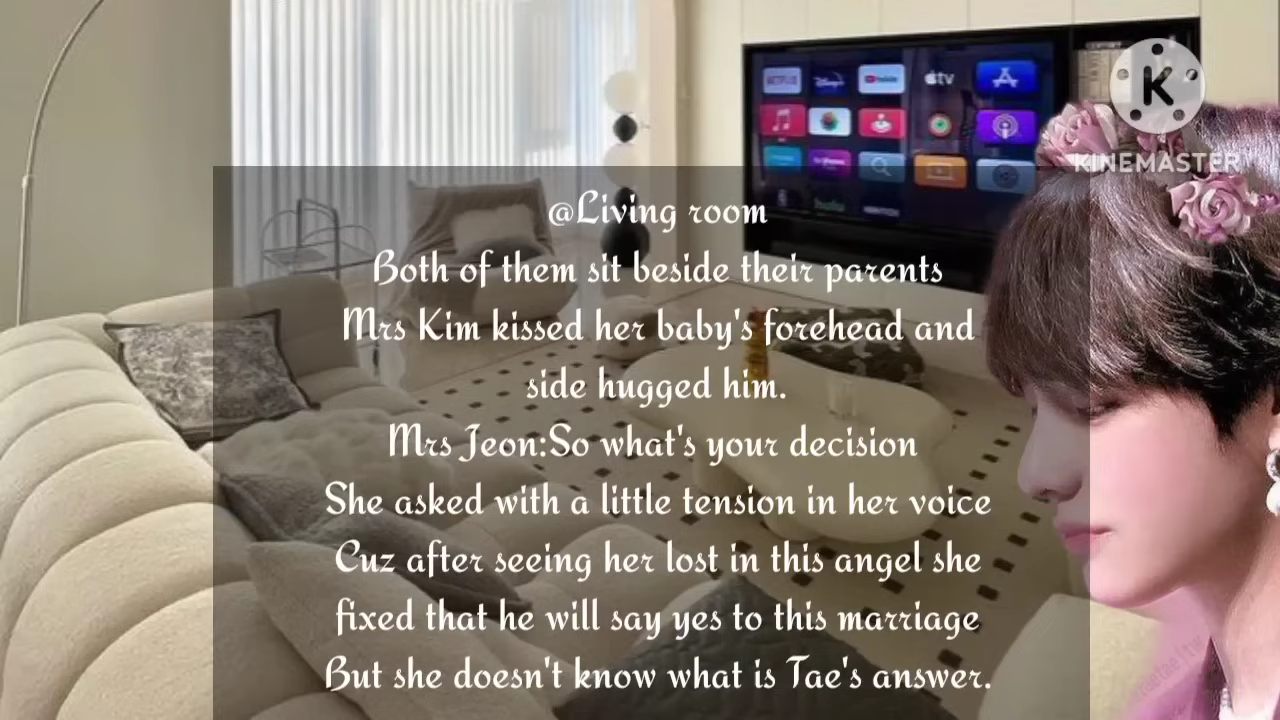 NETFLIX
Disney+
tv
K
KINEMASTER
@Living room
Both of them sit beside their parents
Mrs Kim kissed her baby's forehead and
side hugged him.
Mrs Jeon:So what's your decision
She asked with a little tension in her voice
Cuz after seeing her lost in this angel she
fixed that he will say yes to this marriage
But she doesn't know what is Tae's answer.